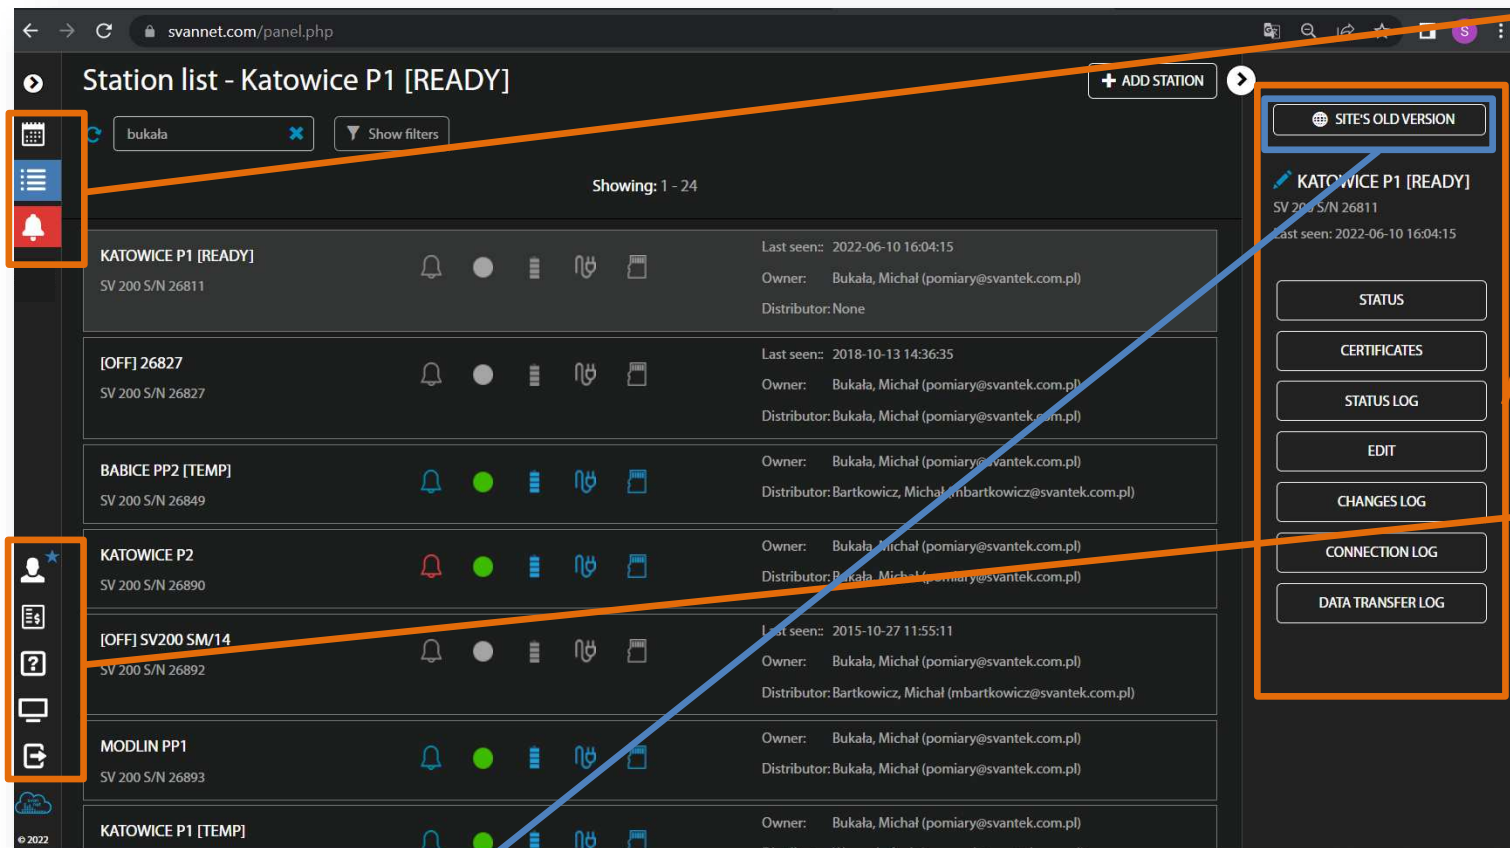 svannet.com/panel.php
S
Station list - Katowice P1 [READY]
+ ADD STATION
SITE'S OLD VERSION
bukała
Show filters
Showing: 1 - 24
KATOWICE P1 [READY]
SV 200 S/N 26811
Last seen: 2022-06-10 16:04:15
KATOWICE P1 [READY]
SV 200 S/N 26811
Last seen:: 2022-06-10 16:04:15
Owner: Bukała, Michał (pomiary@svantek.com.pl)
Distributor: None
[OFF] 26827
SV 200 S/N 26827
Last seen:: 2018-10-13 14:36:35
Owner: Bukała, Michał (pomiary@svantek.com.pl)
Distributor: Bukała, Michał (pomiary@svantek.com.pl)
BABICE PP2 [TEMP]
SV 200 S/N 26849
Owner: Bukała, Michał (pomiary@svantek.com.pl)
Distributor: Bartkowicz, Michał (mbartkowicz@svantek.com.pl)
KATOWICE P2
SV 200 S/N 26890
Owner: Bukała, Michał (pomiary@svantek.com.pl)
Distributor: Bukała, Michał (pomiary@svantek.com.pl)
[OFF] SV200 SM/14
SV 200 S/N 26892
Last seen:: 2015-10-27 11:55:11
Owner: Bukała, Michał (pomiary@svantek.com.pl)
Distributor: Bartkowicz, Michał (mbartkowicz@svantek.com.pl)
MODLIN PP1
SV 200 S/N 26893
Owner: Bukała, Michał (pomiary@svantek.com.pl)
Distributor: Bukała, Michał (pomiary@svantek.com.pl)
KATOWICE P1 [TEMP]
Owner: Bukała, Michał (pomiary@svantek.com.pl)
STATUS
CERTIFICATES
STATUS LOG
EDIT
CHANGES LOG
CONNECTION LOG
DATA TRANSFER LOG
© 2022